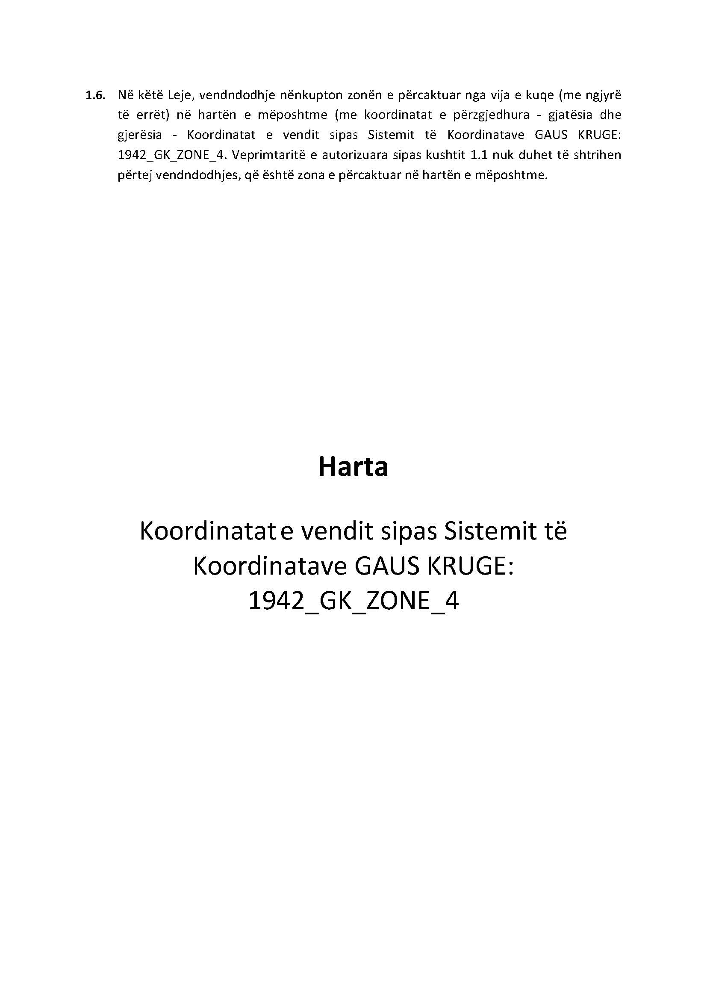 1.6. Në këtë Leje, vendndodhje nënkupton zonën e përcaktuar nga vija e kuqe (me ngjyrë
të errët) në hartën e mëposhtme (me koordinatat e përzgjedhura - gjatësia dhe
gjerësia - Koordinatat e vendit sipas Sistemit të Koordinatave GAUS KRUGE:
1942_GK_ZONE_4. Veprimtaritë e autorizuara sipas kushtit 1.1 nuk duhet të shtrihen
përtej vendndodhjes, që është zona e përcaktuar në hartën e mëposhtme.
Harta
Koordinatat e vendit sipas Sistemit të
Koordinatave GAUS KRUGE:
1942_GK_ZONE_4